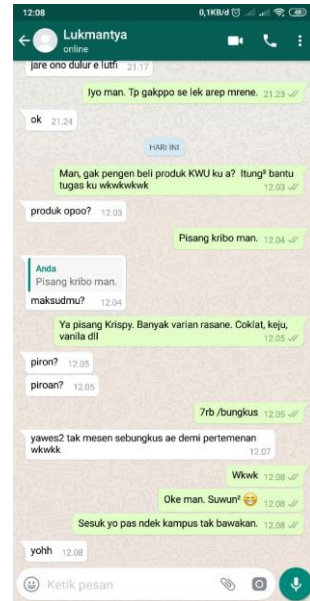 12:08
0,1KB/d
48
Lukmantya
online
jare ono dulur e lutfi 21.17
Iyo man. Tp gakppo se lek arep mrene. 21.23
ok 21.24
HARI INI
Man, gak pengen beli produk KWU ku a? Itung² bantu
tugas ku wkwkwkwk 12.03
produk opoo? 12.03
Pisang kribo man. 12.04
Anda
Pisang kribo man.
maksudmu? 12.04
Ya pisang Krispy. Banyak varian rasane. Coklat, keju,
vanila dll 12.05
piron? 12.05
piroan? 12.05
7rb /bungkus 12.05
yawes2 tak mesen sebungkus ae demi pertemenan
wkwkk 12.07
Wkwk 12.08
Oke man. Suwun² 😁 12.08
Sesuk yo pas ndek kampus tak bawakan. 12.08
yohh 12.08
Ketik pesan